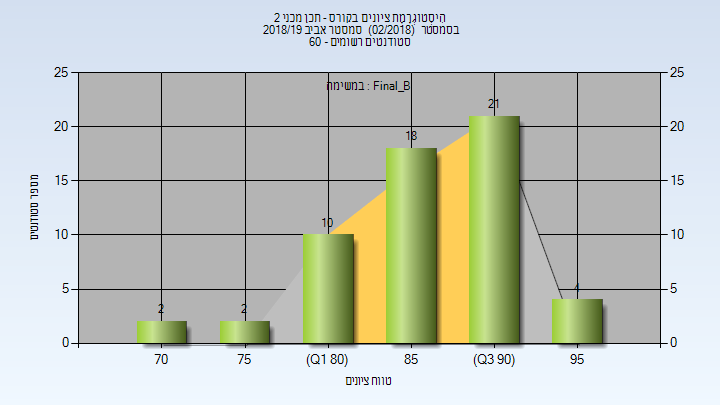 היסטוגרמת ציונים בקורס - תכן מכני 2
בסמסטר (02/2018) סמסטר אביב 2018/19
סטודנטים רשומים - 60
במשימה : Final_B
25
20
15
10
5
0
25
20
15
10
5
0
מספר סטודנטים
2
2
10
18
21
4
70
75
(Q1 80)
85
(Q3 90)
95
טווח ציונים